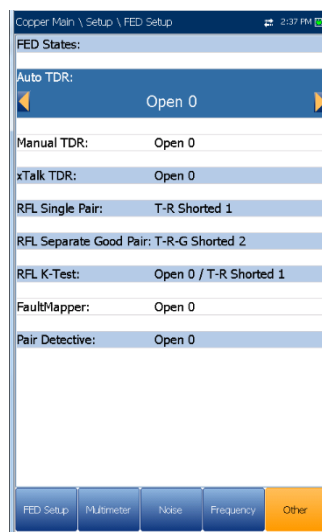 Copper Main \ Setup \ FED Setup 2:37 PM
FED States:
Auto TDR:
Open 0
Manual TDR: Open 0
xTalk TDR: Open 0
RFL Single Pair: T-R Shorted 1
RFL Separate Good Pair: T-R-G Shorted 2
RFL K-Test: Open 0 / T-R Shorted 1
FaultMapper: Open 0
Pair Detective: Open 0
FED Setup Multimeter Noise Frequency Other